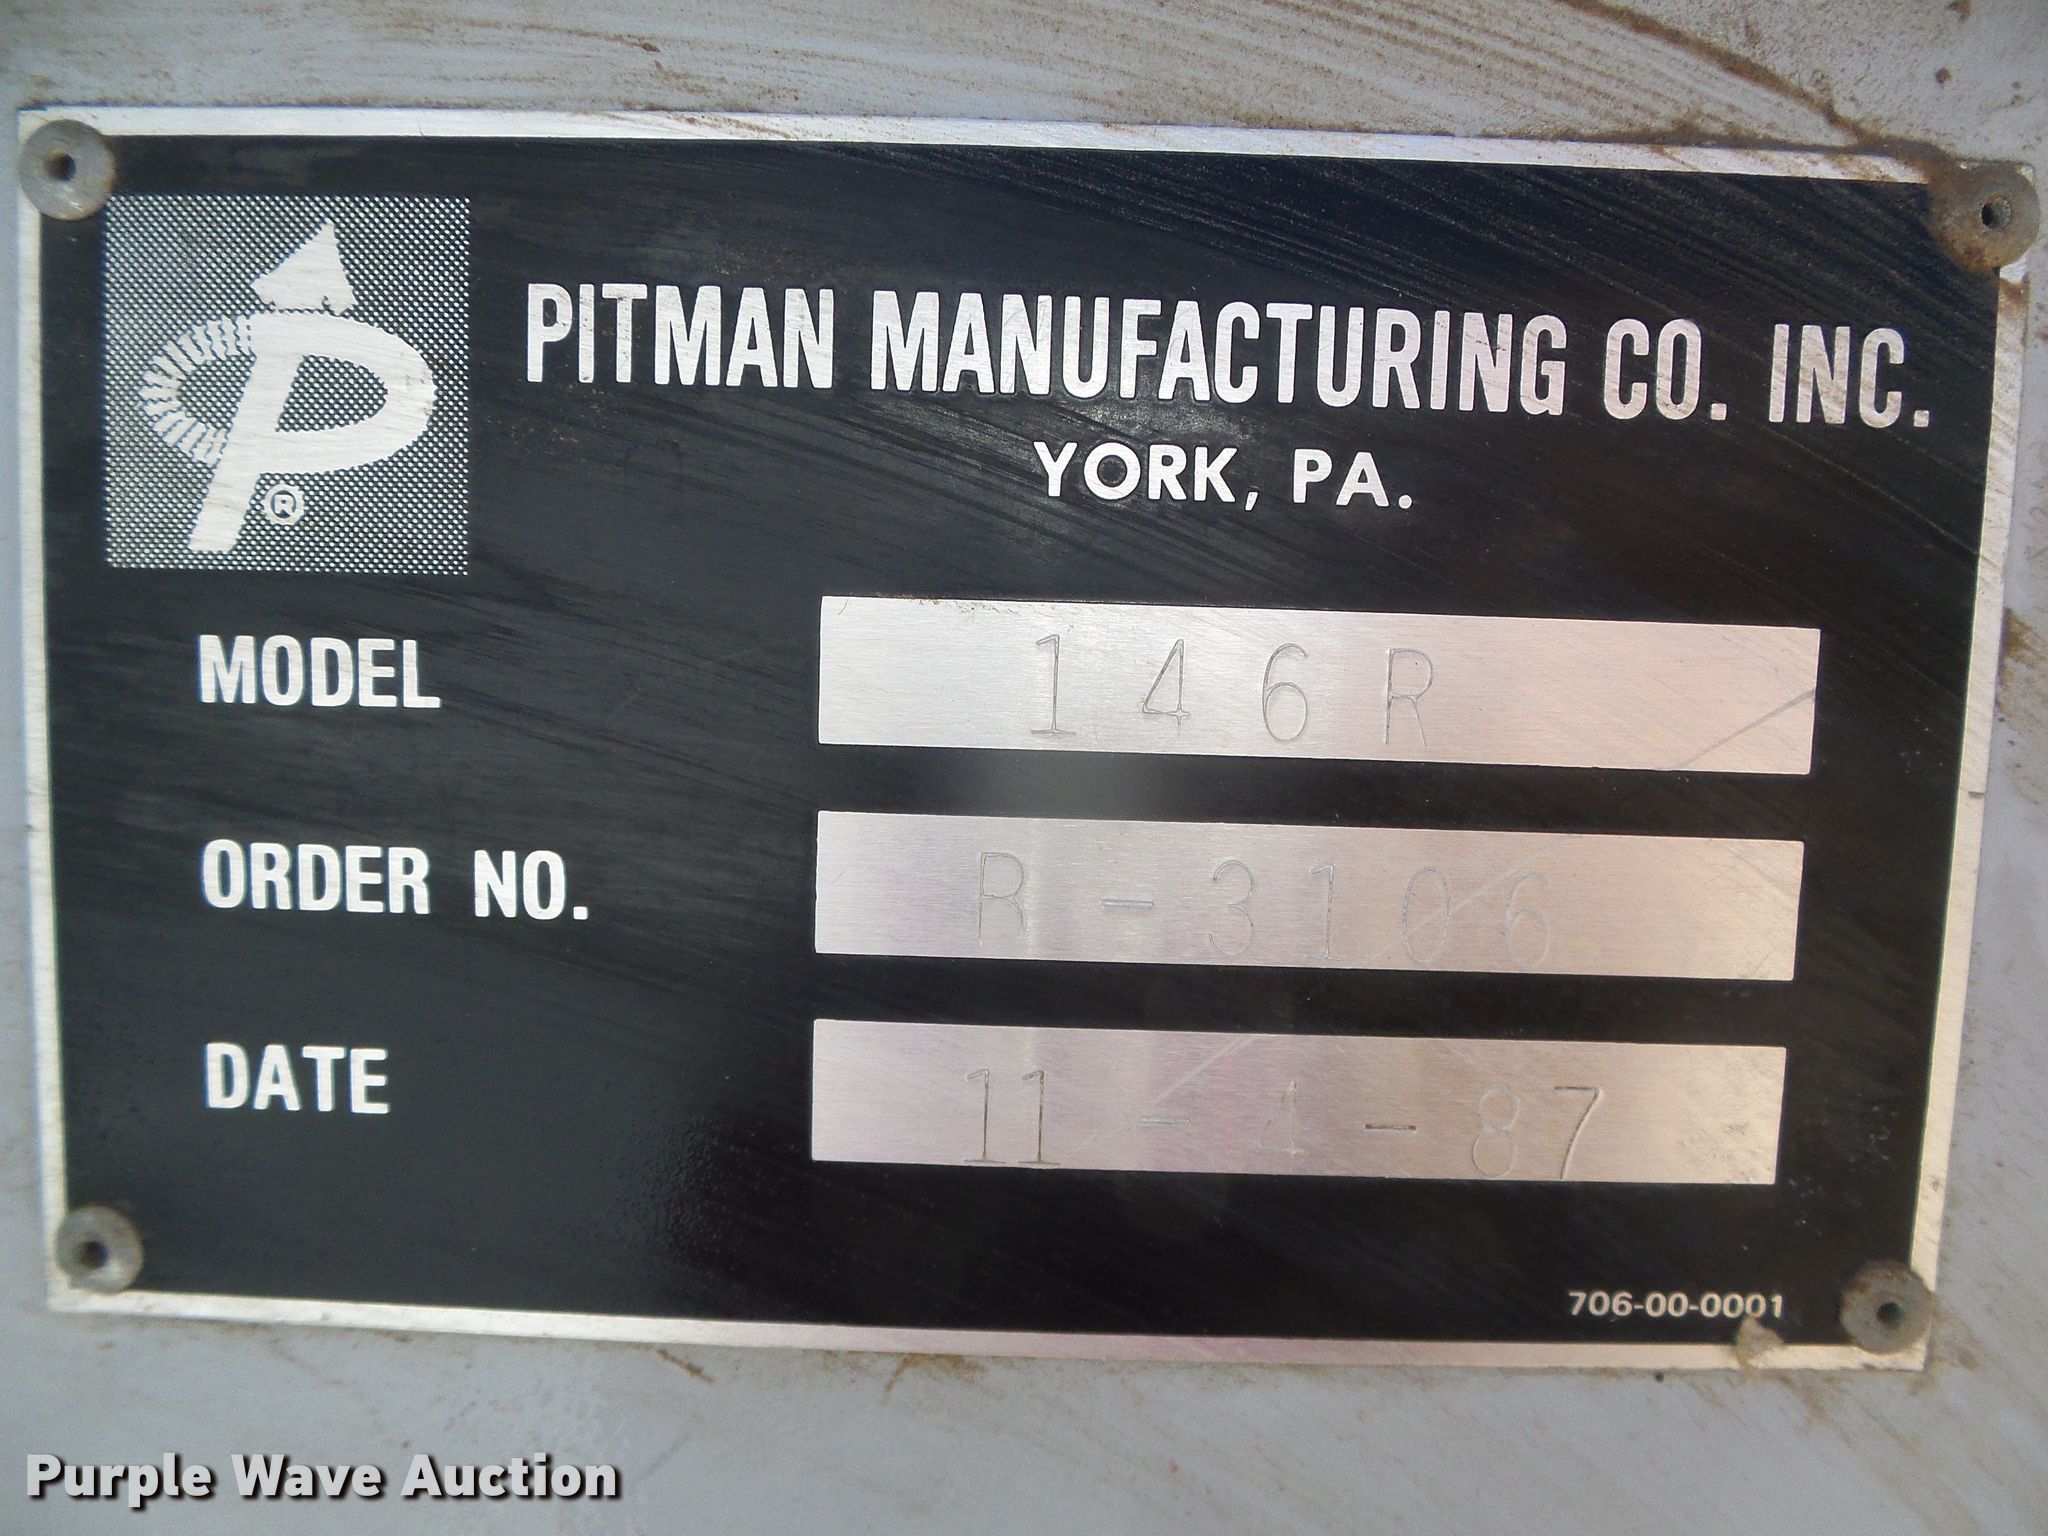 P ®
PITMAN MANUFACTURING CO. INC.
YORK, PA.
MODEL 146R
ORDER NO. R-3106
DATE 11-4-87
706-00-0001
Purple Wave Auction